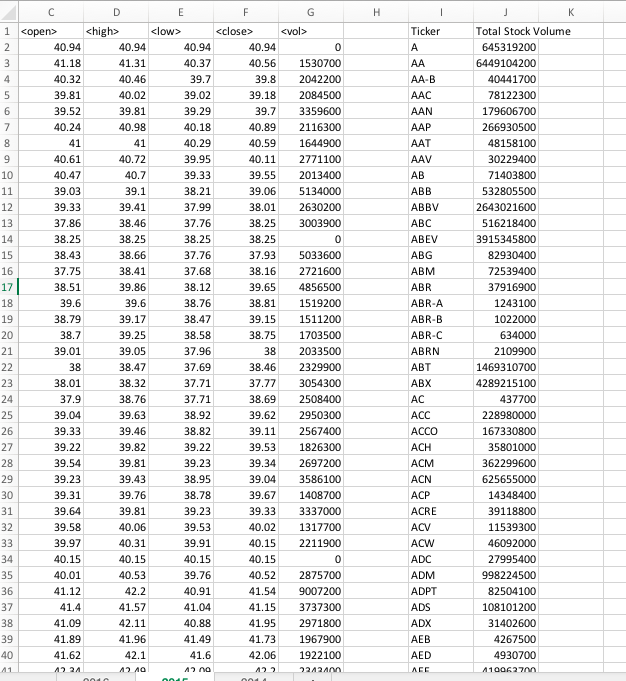 C D E F G H I J K
1 <open> <high> <low> <close> <vol> Ticker Total Stock Volume
2 40.94 40.94 40.94 40.94 0 A 645319200
3 41.18 41.31 40.37 40.56 1530700 AA 6449104200
4 40.32 40.46 39.7 39.8 2042200 AA-B 40441700
5 39.81 40.02 39.02 39.18 2084500 AAC 78122300
6 39.52 39.81 39.29 39.7 3359600 AAN 179606700
7 40.24 40.98 40.18 40.89 2116300 AAP 266930500
8 41 41 40.29 40.59 1644900 AAT 48158100
9 40.61 40.72 39.95 40.11 2771100 AAV 30229400
10 40.47 40.7 39.33 39.55 2013400 AB 71403800
11 39.03 39.1 38.21 39.06 5134000 ABB 532805500
12 39.33 39.41 37.99 38.01 2630200 ABBV 2643021600
13 37.86 38.46 37.76 38.25 3003900 ABC 516218400
14 38.25 38.25 38.25 38.25 0 ABEV 3915345800
15 38.43 38.66 37.76 37.93 5033600 ABG 82930400
16 37.75 38.41 37.68 38.16 2721600 ABM 72539400
17 38.51 39.86 38.12 39.65 4856500 ABR 37916900
18 39.6 39.6 38.76 38.81 1519200 ABR-A 1243100
19 38.79 39.17 38.47 39.15 1511200 ABR-B 1022000
20 38.7 39.25 38.58 38.75 1703500 ABR-C 634000
21 39.01 39.05 37.96 38 2033500 ABRN 2109900
22 38 38.47 37.69 38.46 2329900 ABT 1469310700
23 38.01 38.32 37.71 37.77 3054300 ABX 4289215100
24 37.9 38.76 37.71 38.69 2508400 AC 437700
25 39.04 39.63 38.92 39.62 2950300 ACC 228980000
26 39.33 39.46 38.82 39.11 2567400 ACCO 167330800
27 39.22 39.82 39.22 39.53 1826300 ACH 35801000
28 39.54 39.81 39.23 39.34 2697200 ACM 362299600
29 39.23 39.43 38.95 39.04 3586100 ACN 625655000
30 39.31 39.76 38.78 39.67 1408700 ACP 14348400
31 39.64 39.81 39.23 39.33 3337000 ACRE 39118800
32 39.58 40.06 39.53 40.02 1317700 ACV 11539300
33 39.97 40.31 39.91 40.15 2211900 ACW 46092000
34 40.15 40.15 40.15 40.15 0 ADC 27995400
35 40.01 40.53 39.76 40.52 2875700 ADM 998224500
36 41.12 42.2 40.91 41.54 9007200 ADPT 82504100
37 41.4 41.57 41.04 41.15 3737300 ADS 108101200
38 41.09 42.11 40.88 41.95 2971800 ADX 31402600
39 41.89 41.96 41.49 41.73 1967900 AEB 4267500
40 41.62 42.1 41.6 42.06 1922100 AED 4930700
41 42.34 42.49 42.09 42.2 2343400 AEE 419963700
2016 2015 2014